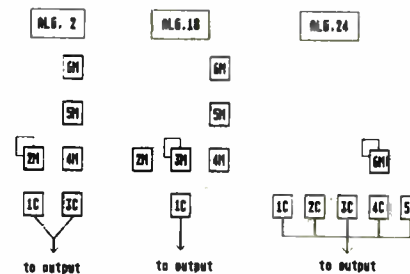 ALG. 2 ALG.18 ALG.24
6M 6M
5M 5M
2M 4M 2M 3M 4M 6M
1C 3C 1C 1C 2C 3C 4C 5
to output to output to output